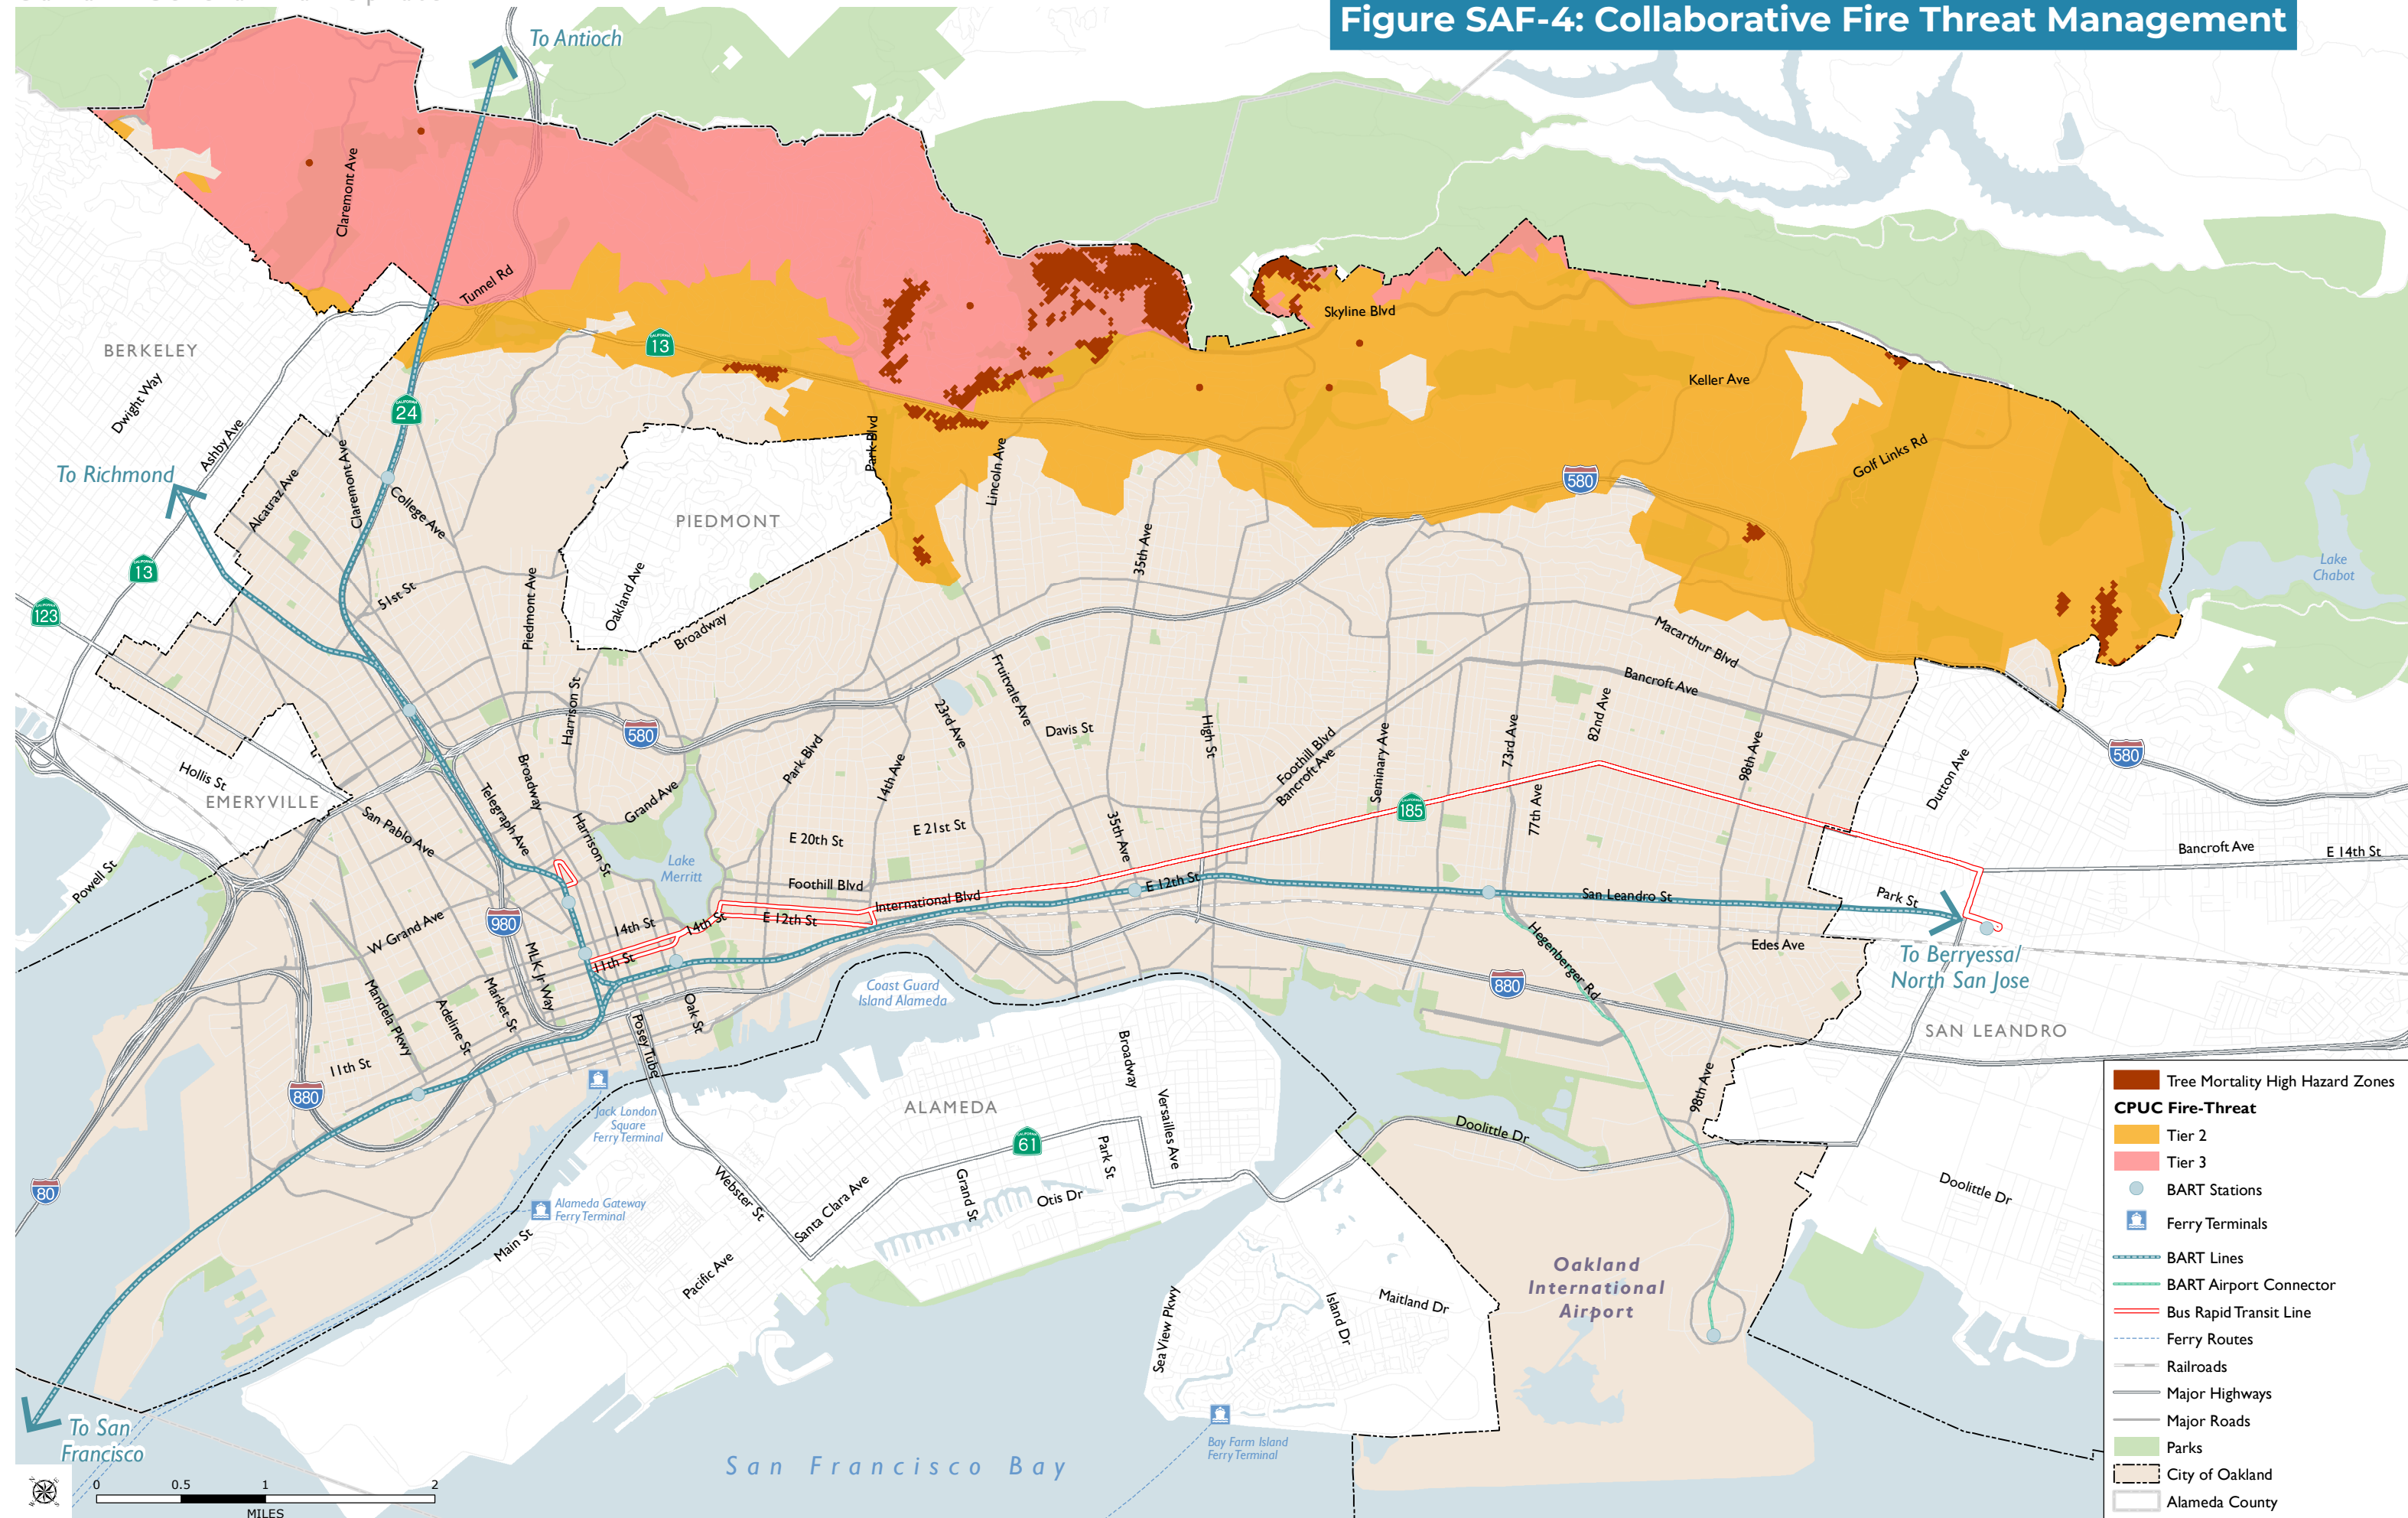 Figure SAF-4: Collaborative Fire Threat Management
To Antioch
Claremont Ave
Tunnel Rd
CALIFORNIA
13
Skyline Blvd
BERKELEY
Dwight Way
Ashby Ave
CALIFORNIA
24
Keller Ave
Golf Links Rd
Park Blvd
Lincoln Ave
To Richmond
Alcatraz Ave
Claremont Ave
College Ave
PIEDMONT
580
35th Ave
Lake
Chabot
CALIFORNIA
13
CALIFORNIA
123
51st St
Piedmont Ave
Oakland Ave
Broadway
Macarthur Blvd
Bancroft Ave
Fruitvale Ave
23rd Ave
Davis St
High St
Harrison St
580
Park Blvd
14th Ave
Foothill Blvd
Bancroft Ave
Seminary Ave
73rd Ave
82nd Ave
98th Ave
580
Dutton Ave
Hollis St
EMERYVILLE
San Pablo Ave
Telegraph Ave
Broadway
Harrison St
Grand Ave
Lake
Merritt
E 20th St
E 21st St
35th Ave
CALIFORNIA
185
77th Ave
Bancroft Ave
E 14th St
Powell St
Foothill Blvd
International Blvd
E 12th St
E 12th St
San Leandro St
Park St
W Grand Ave
980
14th St
14th St
11th St
MLK Jr Way
Market St
Adeline St
Mandela Pkwy
Oak St
Posey Tube
Coast Guard
Island Alameda
880
Hegenberger Rd
Edes Ave
To Berryessa/
North San Jose
SAN LEANDRO
11th St
880
Jack London
Square
Ferry Terminal
ALAMEDA
Broadway
Versailles Ave
Park St
CALIFORNIA
61
Doolittle Dr
98th Ave
Doolittle Dr
80
Alameda Gateway
Ferry Terminal
Main St
Webster St
Santa Clara Ave
Grand St
Otis Dr
Pacific Ave
Oakland
International
Airport
Sea View Pkwy
Island Dr
Maitland Dr
Bay Farm Island
Ferry Terminal
To San
Francisco
San Francisco Bay
0
0.5
1
2
MILES
Tree Mortality High Hazard Zones
CPUC Fire-Threat
Tier 2
Tier 3
BART Stations
Ferry Terminals
BART Lines
BART Airport Connector
Bus Rapid Transit Line
Ferry Routes
Railroads
Major Highways
Major Roads
Parks
City of Oakland
Alameda County